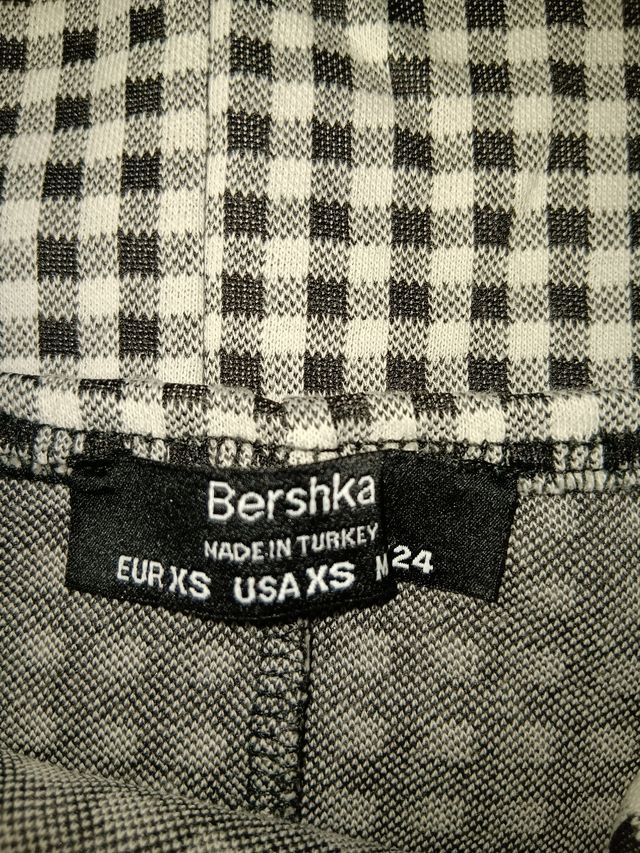 Bershka
MADE IN TURKEY
EUR XS USA XS M 24